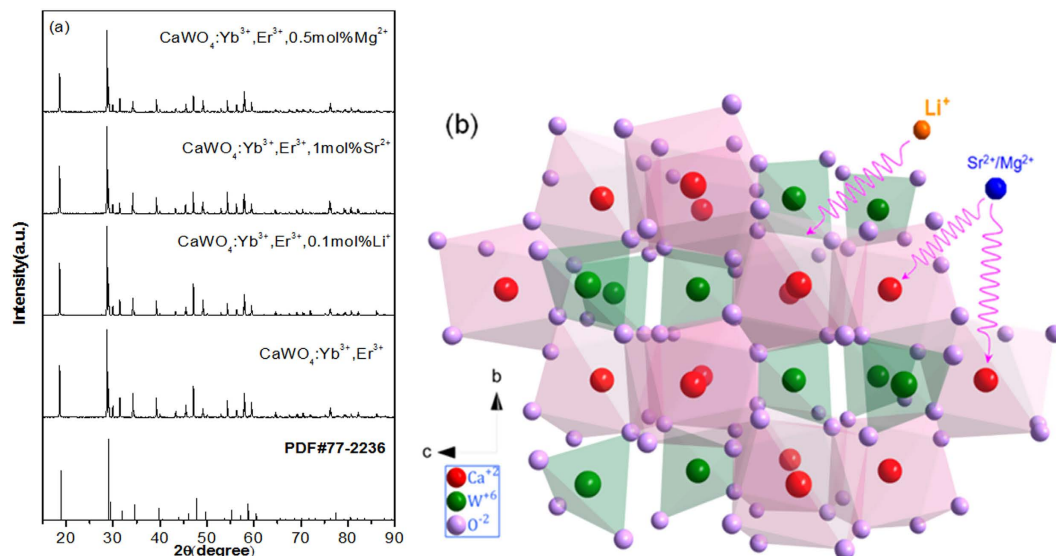 (a)
CaWO₄:Yb³⁺,Er³⁺,0.5mol%Mg²⁺
CaWO₄:Yb³⁺,Er³⁺,1mol%Sr²⁺
CaWO₄:Yb³⁺,Er³⁺,0.1mol%Li⁺
CaWO₄:Yb³⁺,Er³⁺
PDF#77-2236
Intensity(a.u.)
20 30 40 50 60 70 80 90
2θ(degree)
(b)
Li⁺
Sr²⁺/Mg²⁺
b
c
Ca⁺²
W⁺⁶
O⁻²